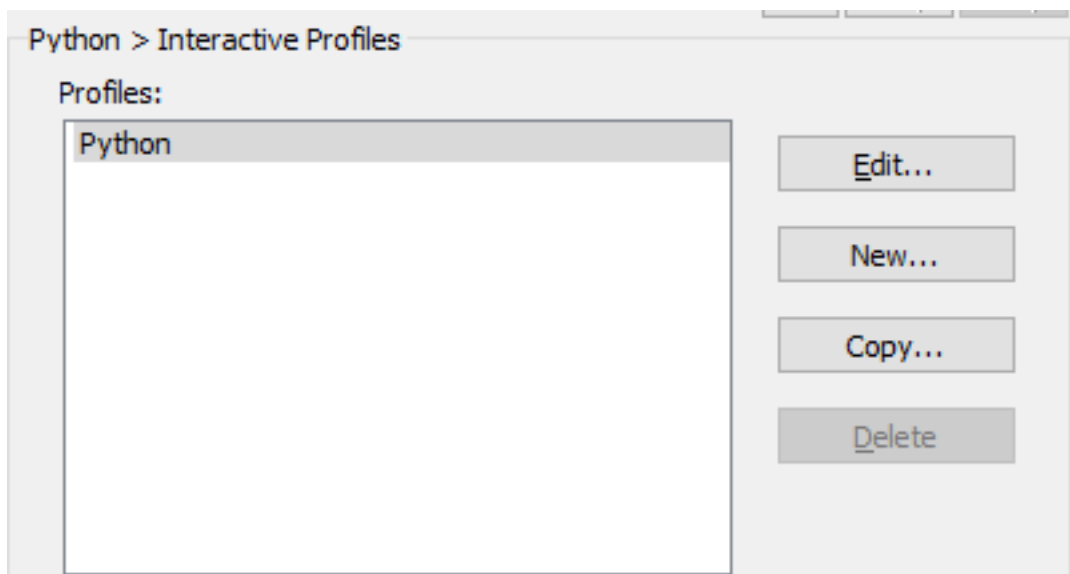 Python > Interactive Profiles
Profiles:
Python
Edit...
New...
Copy...
Delete